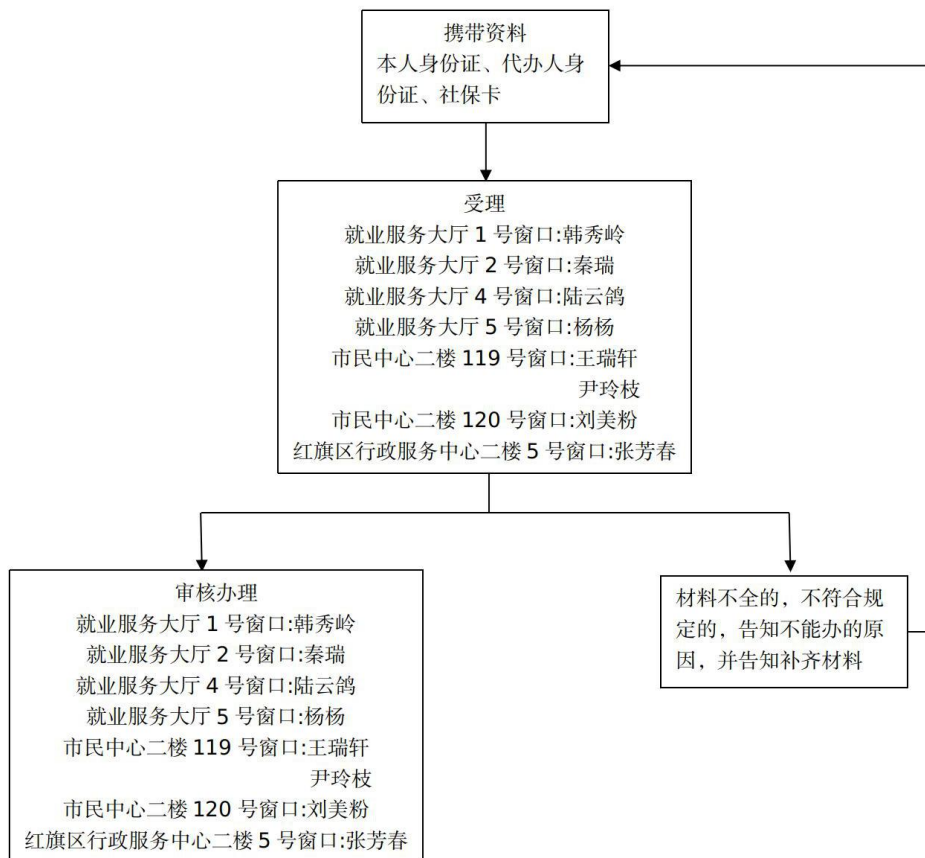 携带资料
本人身份证、代办人身
份证、社保卡
受理
就业服务大厅 1 号窗口:韩秀岭
就业服务大厅 2 号窗口:秦瑞
就业服务大厅 4 号窗口:陆云鸽
就业服务大厅 5 号窗口:杨杨
市民中心二楼 119 号窗口:王瑞轩
尹玲枝
市民中心二楼 120 号窗口:刘美粉
红旗区行政服务中心二楼 5 号窗口:张芳春
审核办理
就业服务大厅 1 号窗口:韩秀岭
就业服务大厅 2 号窗口:秦瑞
就业服务大厅 4 号窗口:陆云鸽
就业服务大厅 5 号窗口:杨杨
市民中心二楼 119 号窗口:王瑞轩
尹玲枝
市民中心二楼 120 号窗口:刘美粉
红旗区行政服务中心二楼 5 号窗口:张芳春
材料不全的，不符合规
定的，告知不能办的原
因，并告知补齐材料